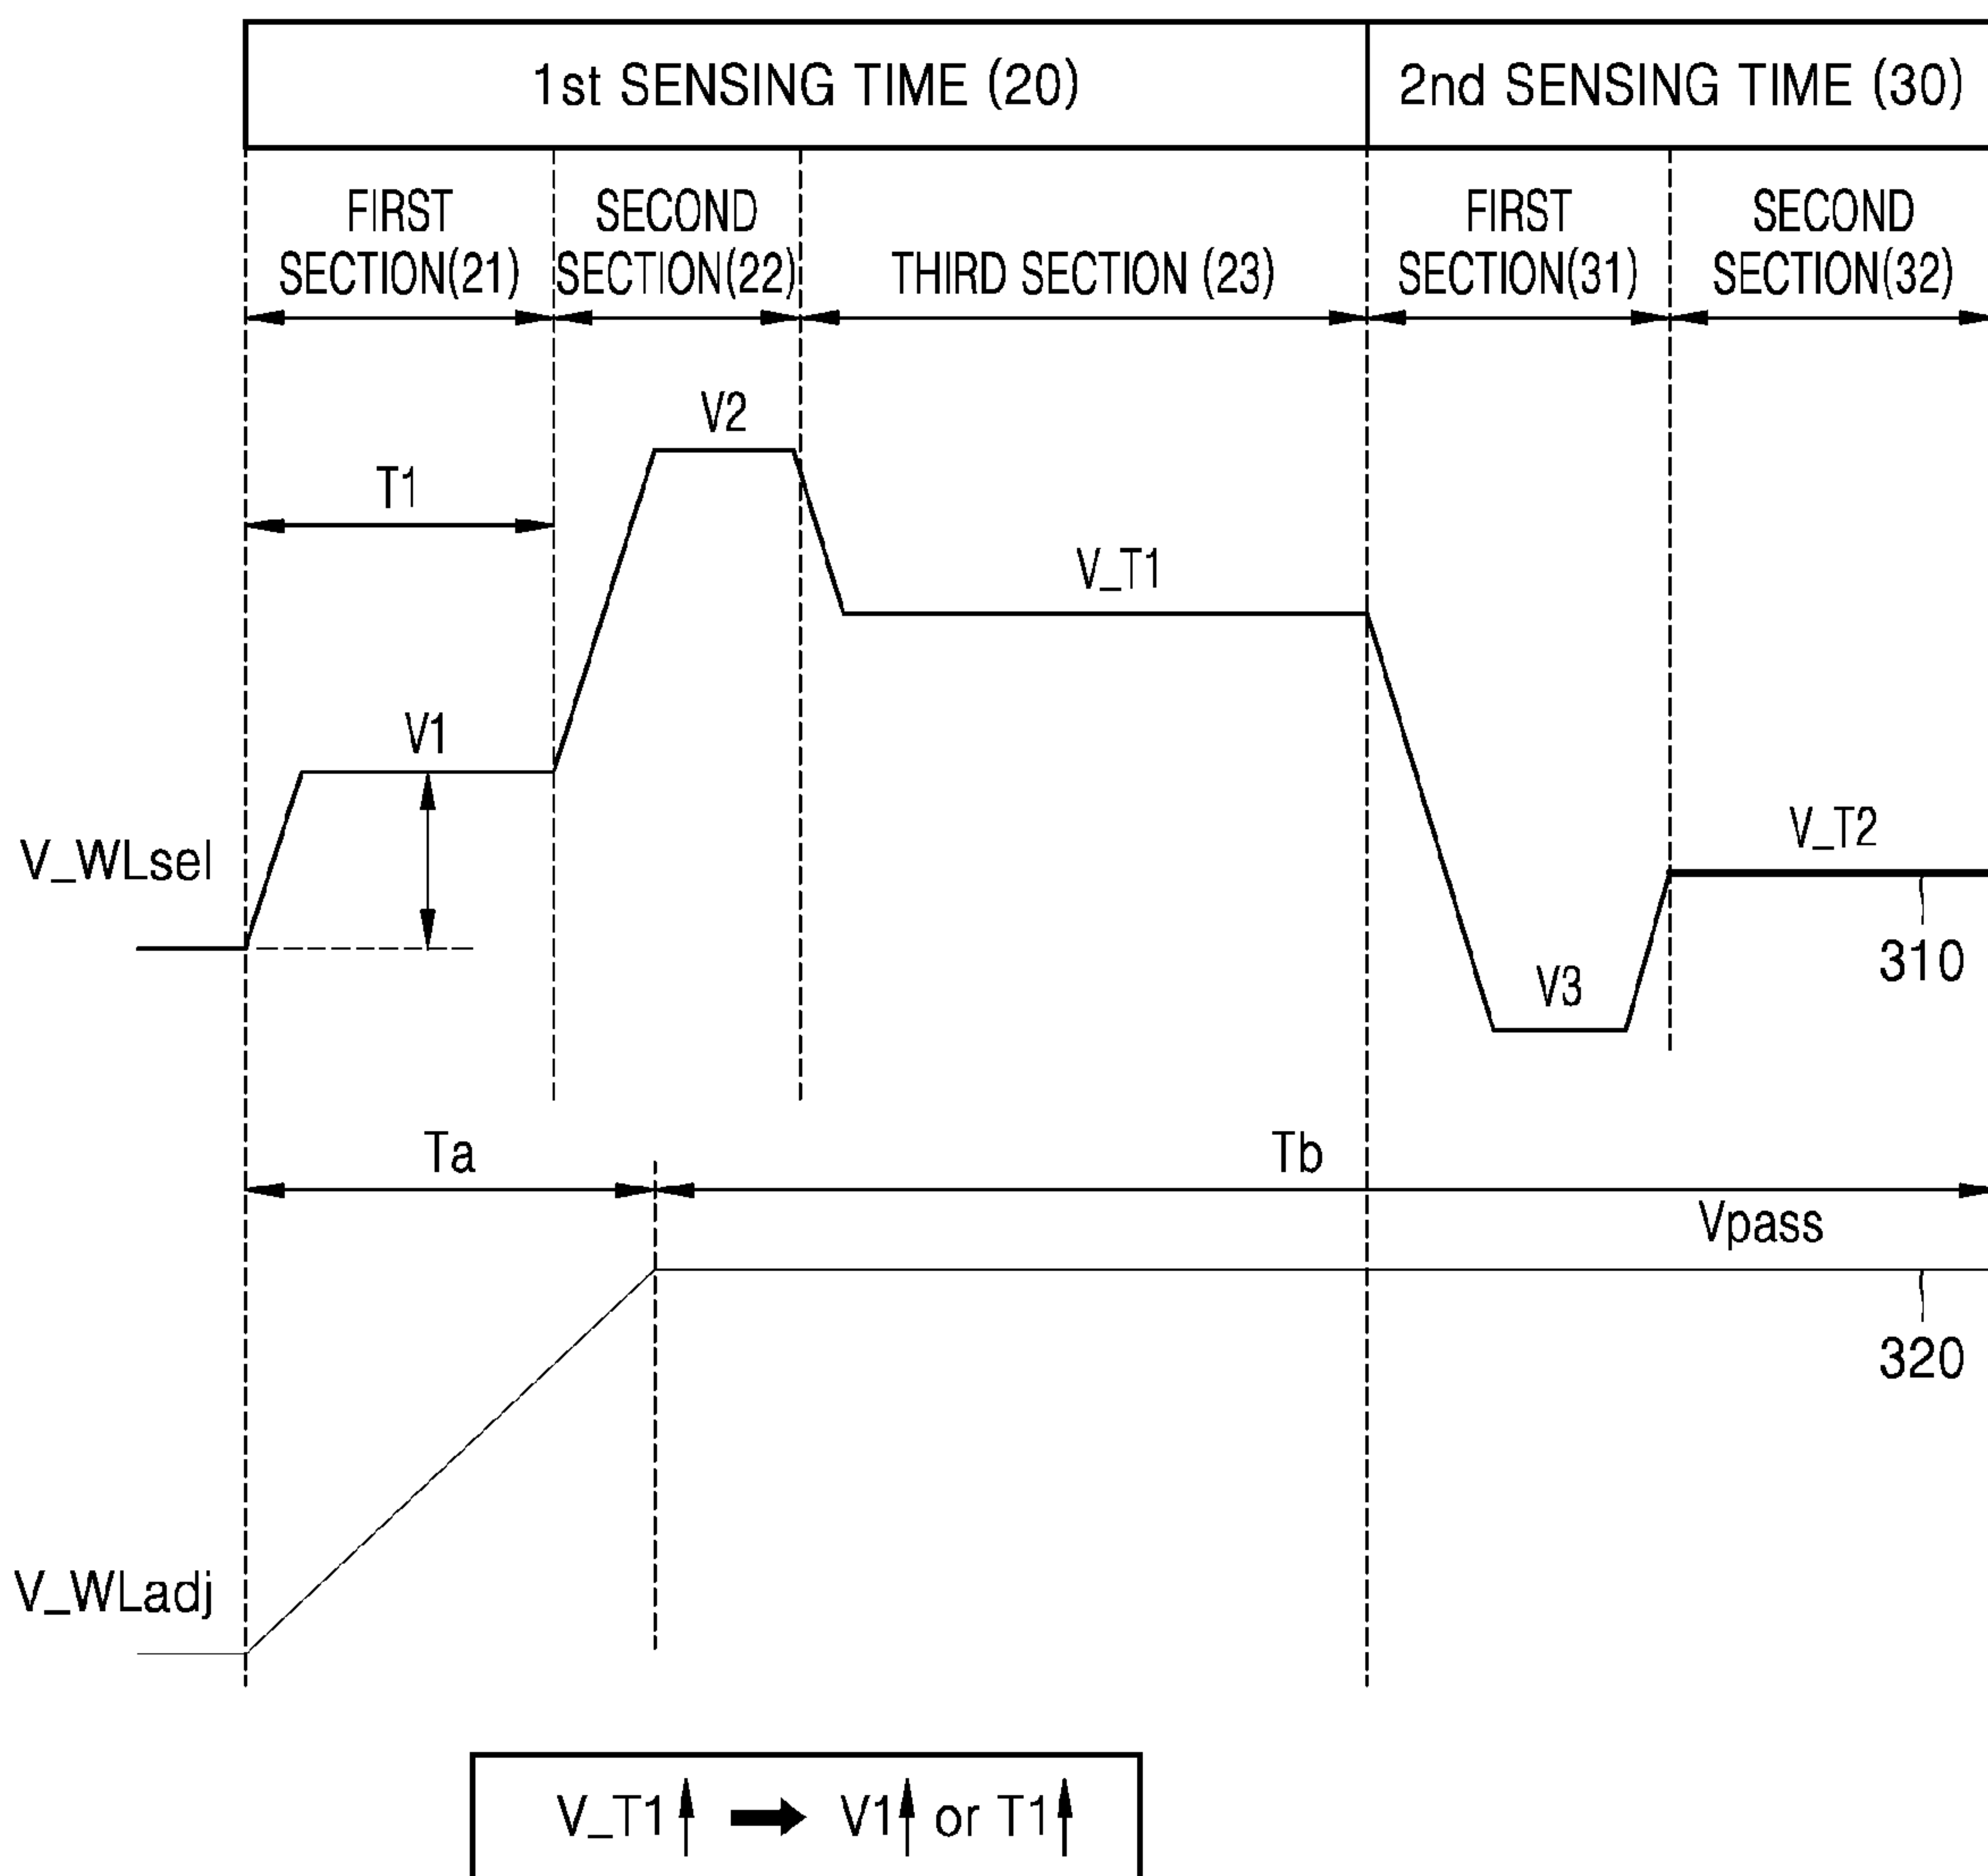 1st SENSING TIME (20)
2nd SENSING TIME (30)
FIRST
SECTION(21)
SECOND
SECTION(22)
THIRD SECTION (23)
FIRST
SECTION(31)
SECOND
SECTION(32)
V2
T1
V_T1
V1
V_WLsel
V_T2
310
V3
Ta
Tb
Vpass
320
V_WLadj
V_T1↑ ➡ V1↑ or T1↑